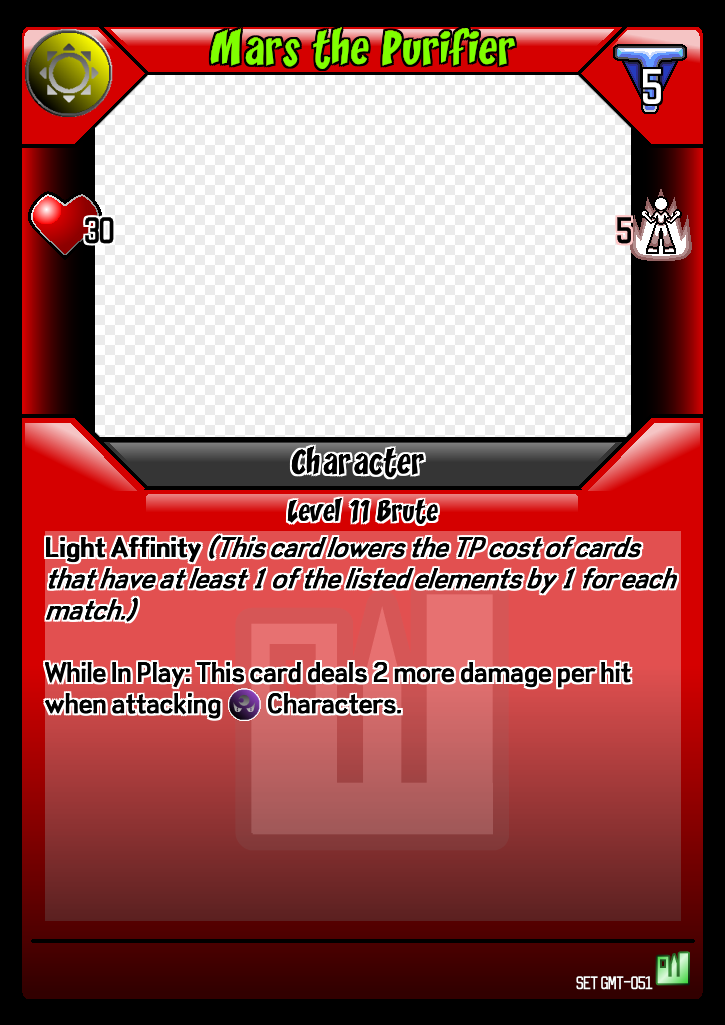 Mars the Purifier
5
30
5
Character
Level 11 Brute
Light Affinity (This card lowers the TP cost of cards
that have at least 1 of the listed elements by 1 for each
match.)
While In Play: This card deals 2 more damage per hit
when attacking Characters.
SET GMT-051